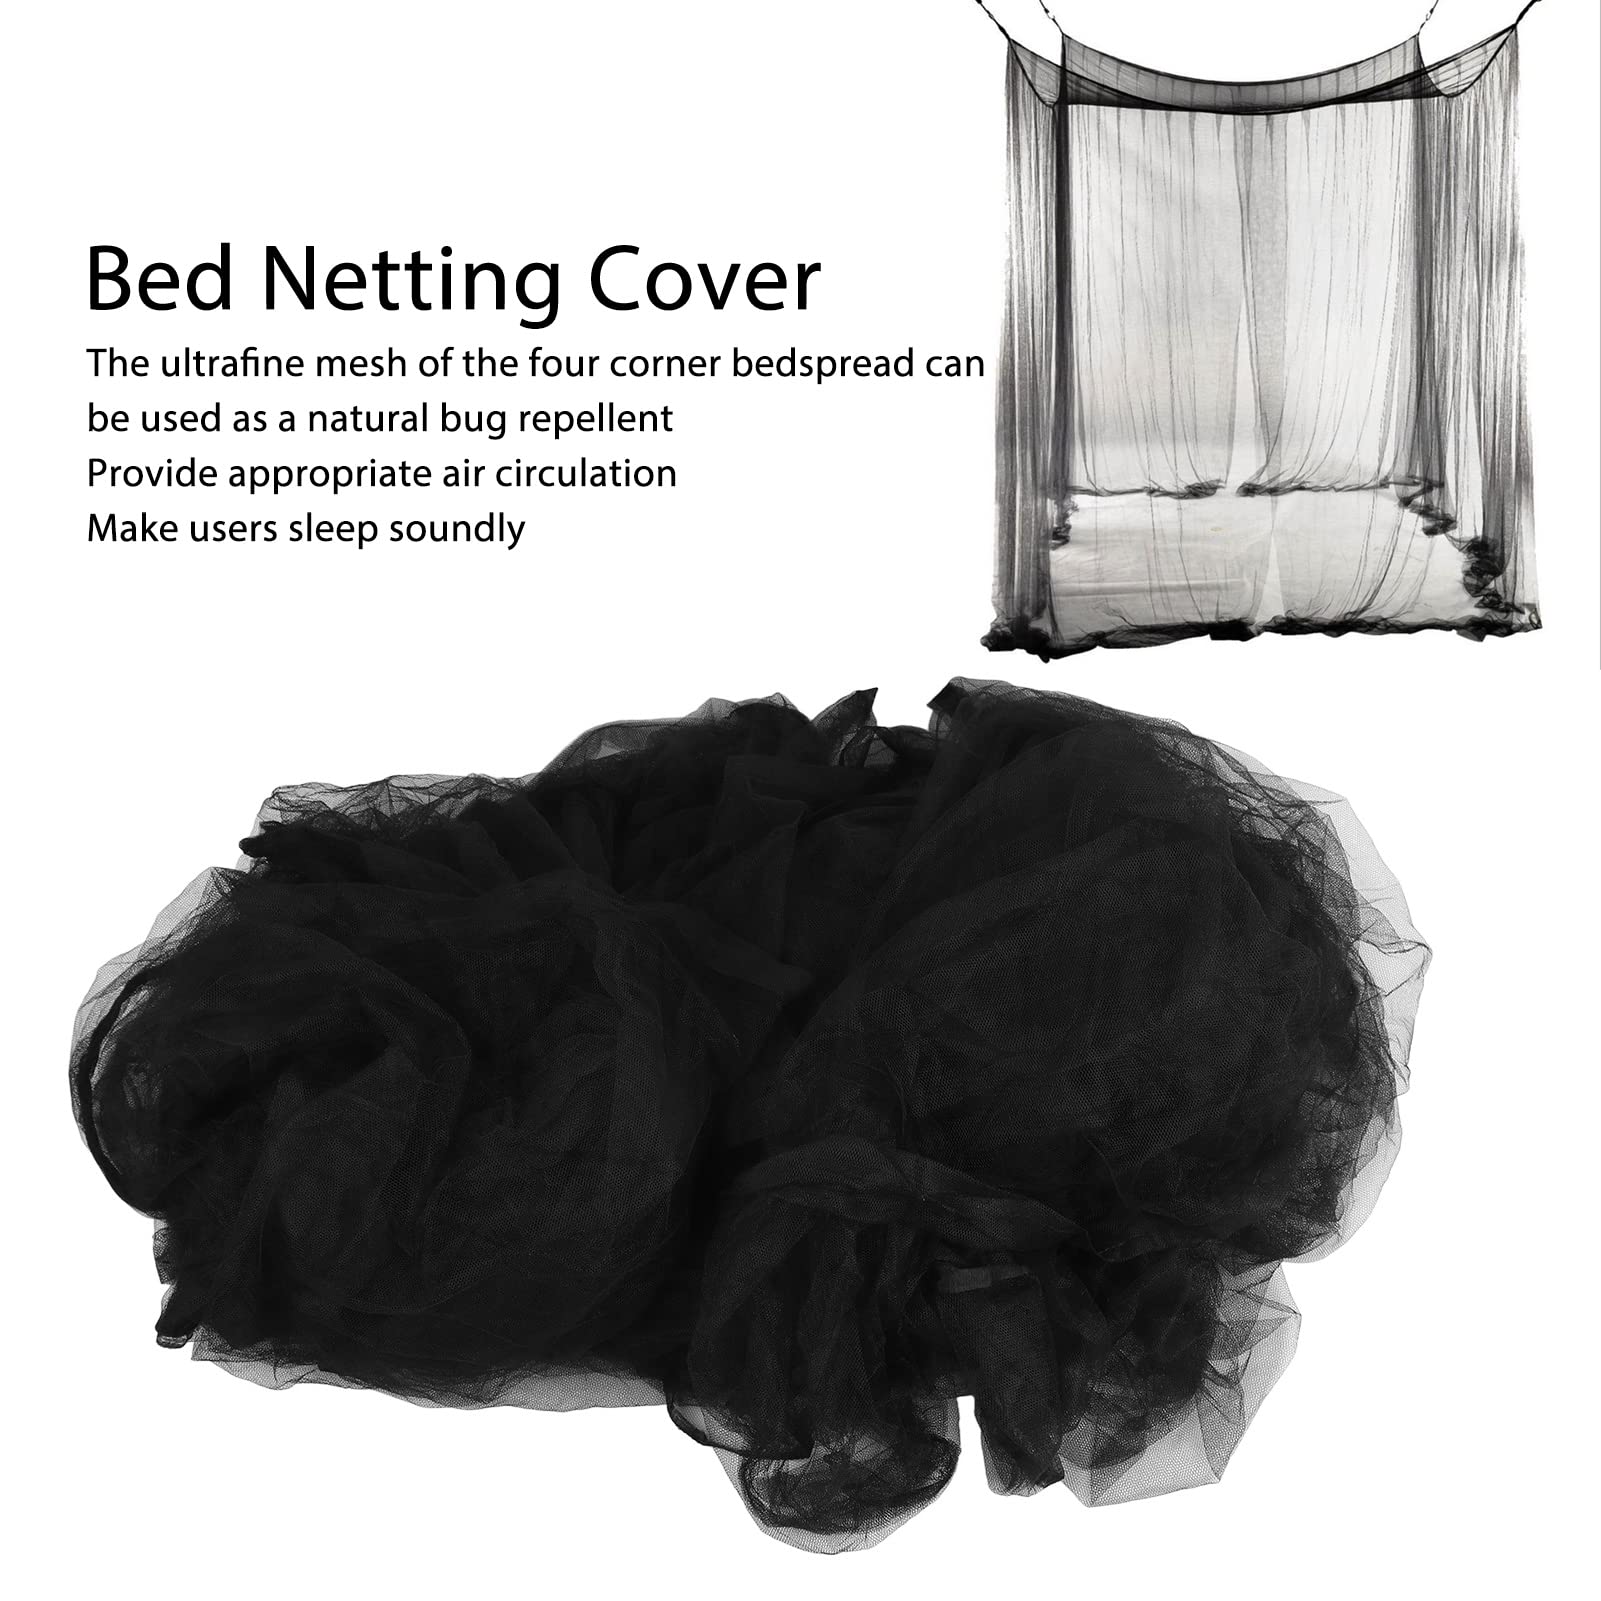 Bed Netting Cover
The ultrafine mesh of the four corner bedspread can
be used as a natural bug repellent
Provide appropriate air circulation
Make users sleep soundly